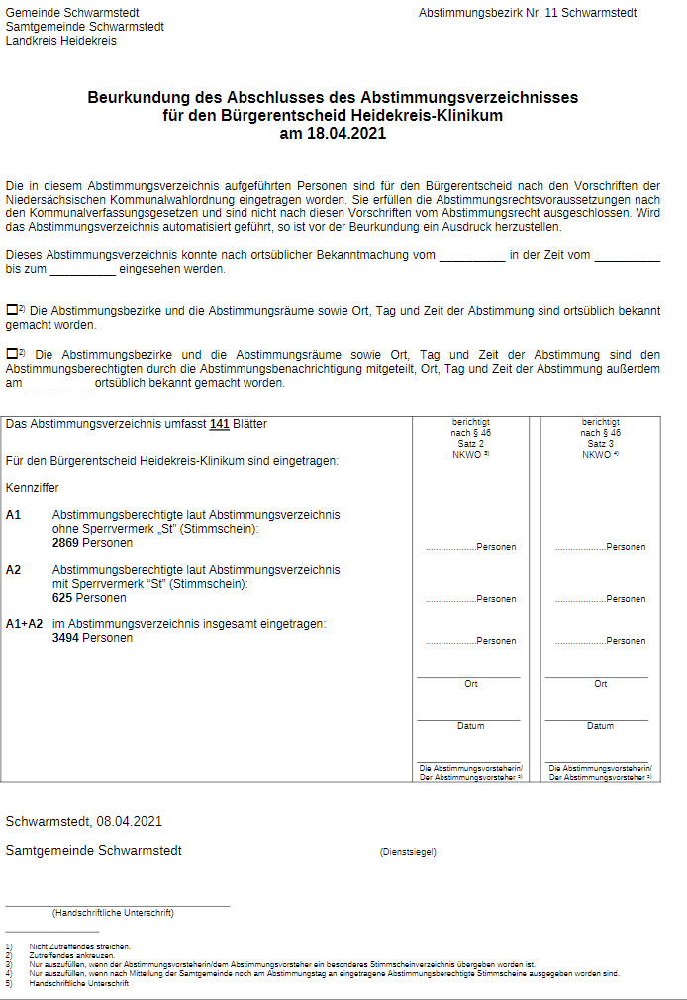 Gemeinde Schwarmstedt
Abstimmungsbezirk Nr. 11 Schwarmstedt
Samtgemeinde Schwarmstedt
Landkreis Heidekreis
Beurkundung des Abschlusses des Abstimmungsverzeichnisses
für den Bürgerentscheid Heidekreis-Klinikum
am 18.04.2021
Die in diesem Abstimmungsverzeichnis aufgeführten Personen sind für den Bürgerentscheid nach den Vorschriften der
Niedersächsischen Kommunalwahlordnung eingetragen worden. Sie erfüllen die Abstimmungsrechtsvoraussetzungen nach
den Kommunalverfassungsgesetzen und sind nicht nach diesen Vorschriften vom Abstimmungsrecht ausgeschlossen. Wird
das Abstimmungsverzeichnis automatisiert geführt, so ist vor der Beurkundung ein Ausdruck herzustellen.
Dieses Abstimmungsverzeichnis konnte nach ortsüblicher Bekanntmachung vom __________ in der Zeit vom __________
bis zum __________ eingesehen werden.
☐2) Die Abstimmungsbezirke und die Abstimmungsräume sowie Ort, Tag und Zeit der Abstimmung sind ortsüblich bekannt
gemacht worden.
☐2) Die Abstimmungsbezirke und die Abstimmungsräume sowie Ort, Tag und Zeit der Abstimmung sind den
Abstimmungsberechtigten durch die Abstimmungsbenachrichtigung mitgeteilt, Ort, Tag und Zeit der Abstimmung außerdem
am __________ ortsüblich bekannt gemacht worden.
Das Abstimmungsverzeichnis umfasst 141 Blätter
Für den Bürgerentscheid Heidekreis-Klinikum sind eingetragen:
Kennziffer
A1 Abstimmungsberechtigte laut Abstimmungsverzeichnis
ohne Sperrvermerk „St" (Stimmschein):
2869 Personen
A2 Abstimmungsberechtigte laut Abstimmungsverzeichnis
mit Sperrvermerk "St" (Stimmschein):
625 Personen
A1+A2 im Abstimmungsverzeichnis insgesamt eingetragen:
3494 Personen
berichtigt
nach § 46
Satz 2
NKWO 3)
.....................Personen
.....................Personen
.....................Personen
Ort
Datum
Die Abstimmungsvorsteherin/
Der Abstimmungsvorsteher 5)
berichtigt
nach § 46
Satz 3
NKWO 4)
.....................Personen
.....................Personen
.....................Personen
Ort
Datum
Die Abstimmungsvorsteherin/
Der Abstimmungsvorsteher 5)
Schwarmstedt, 08.04.2021
Samtgemeinde Schwarmstedt
(Dienstsiegel)
(Handschriftliche Unterschrift)
1) Nicht Zutreffendes streichen.
2) Zutreffendes ankreuzen.
3) Nur auszufüllen, wenn der Abstimmungsvorsteherin/dem Abstimmungsvorsteher ein besonderes Stimmscheinverzeichnis übergeben worden ist.
4) Nur auszufüllen, wenn nach Mitteilung der Samtgemeinde noch am Abstimmungstag an eingetragene Abstimmungsberechtigte Stimmscheine ausgegeben worden sind.
5) Handschriftliche Unterschrift